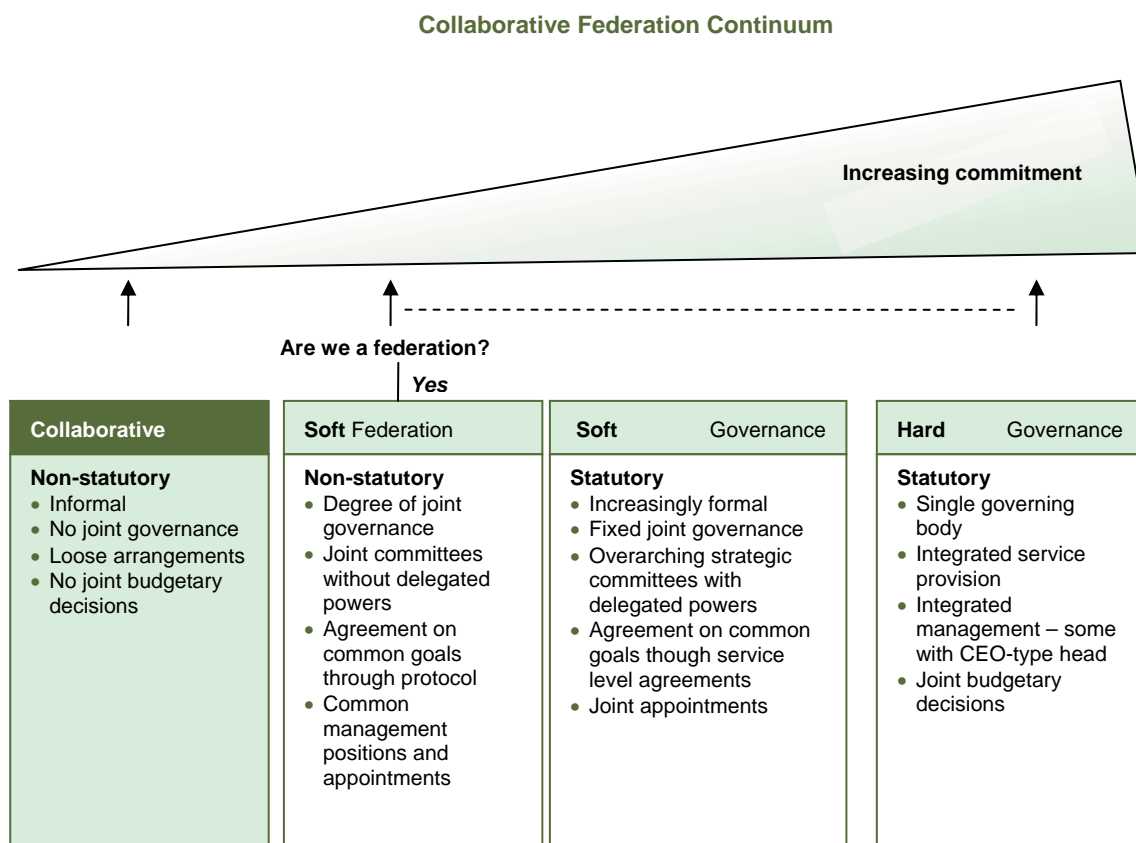 Collaborative Federation Continuum
Increasing commitment
Are we a federation?
Yes
Collaborative
Non-statutory
• Informal
• No joint governance
• Loose arrangements
• No joint budgetary
decisions
Soft Federation
Non-statutory
• Degree of joint
governance
• Joint committees
without delegated
powers
• Agreement on
common goals
through protocol
• Common
management
positions and
appointments
Soft Governance
Statutory
• Increasingly formal
• Fixed joint governance
• Overarching strategic
committees with
delegated powers
• Agreement on common
goals though service
level agreements
• Joint appointments
Hard Governance
Statutory
• Single governing
body
• Integrated service
provision
• Integrated
management – some
with CEO-type head
• Joint budgetary
decisions